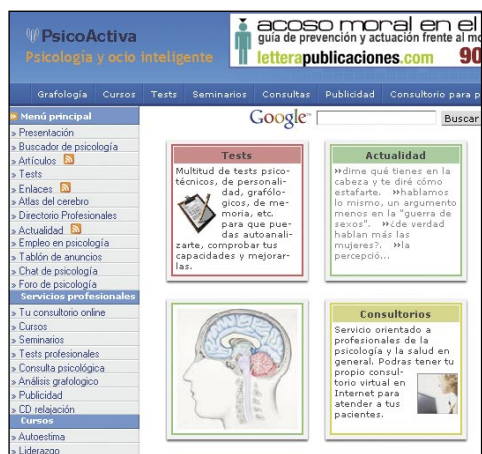 PsicoActiva
Psicología y ocio inteligente
acoso moral en el
guía de prevención y actuación frente al mo
letterapublicaciones.com 90
Grafología Cursos Tests Seminarios Consultas Publicidad Consultorio para p
Menú principal
» Presentación
» Buscador de psicología
» Artículos
» Tests
» Enlaces
» Atlas del cerebro
» Directorio Profesionales
» Actualidad
» Empleo en psicología
» Tablón de anuncios
» Chat de psicología
» Foro de psicología
Servicios profesionales
» Tu consultorio online
» Cursos
» Seminarios
» Tests profesionales
» Consulta psicológica
» Análisis grafologico
» Publicidad
» CD relajación
Cursos
» Autoestima
» Liderazgo
Google
Buscar
Tests
Multitud de tests psico-
técnicos, de personali-
dad, grafóló-
gicos, de me-
moria, etc.
para que pue-
das autoanali-
zarte, comprobar tus
capacidades y mejorar-
las.
Actualidad
»dime qué tienes en la
cabeza y te diré cómo
estafarte. »hablamos
lo mismo, un argumento
menos en la "guerra de
sexos". »¿de verdad
hablan más las
mujeres?. »la
percepció...
Consultorios
Servicio orientado a
profesionales de la
psicología y la salud en
general. Podras tener tu
propio consul-
torio virtual en
Internet para
atender a tus
pacientes.